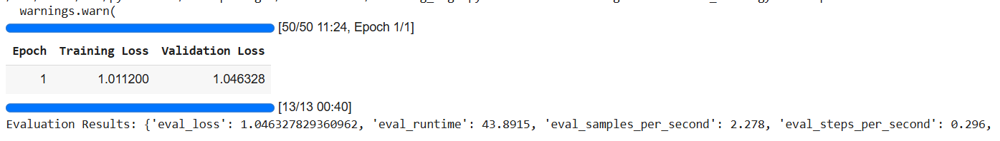 warnings.warn(
[50/50 11:24, Epoch 1/1]
Epoch Training Loss Validation Loss
1 1.011200 1.046328
[13/13 00:40]
Evaluation Results: {'eval_loss': 1.046327829360962, 'eval_runtime': 43.8915, 'eval_samples_per_second': 2.278, 'eval_steps_per_second': 0.296,